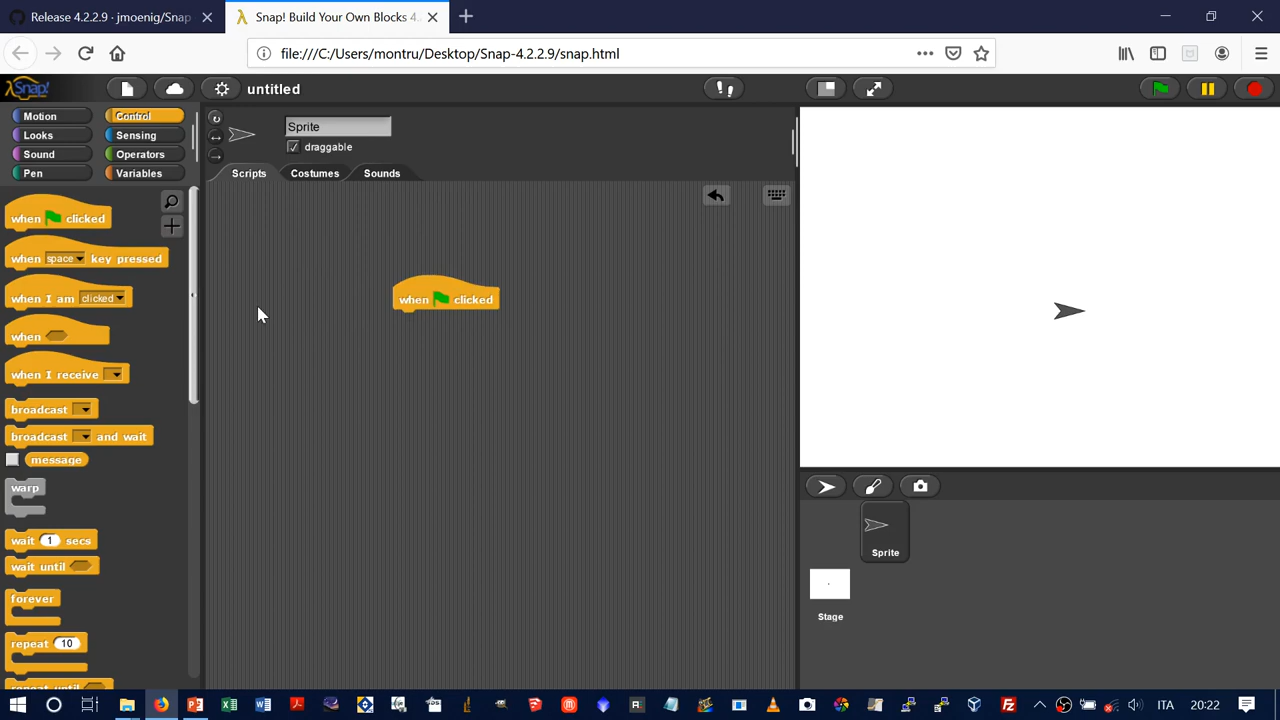 Release 4.2.2.9 · jmoenig/Snap
Snap! Build Your Own Blocks 4.
file:///C:/Users/montru/Desktop/Snap-4.2.2.9/snap.html
Snap!
untitled
Motion
Control
Looks
Sensing
Sound
Operators
Pen
Variables
Sprite
draggable
Scripts
Costumes
Sounds
when clicked
when space key pressed
when I am clicked
when
when I receive
broadcast
broadcast and wait
message
warp
wait 1 secs
wait until
forever
repeat 10
repeat until
when clicked
Sprite
Stage
ITA
20:22